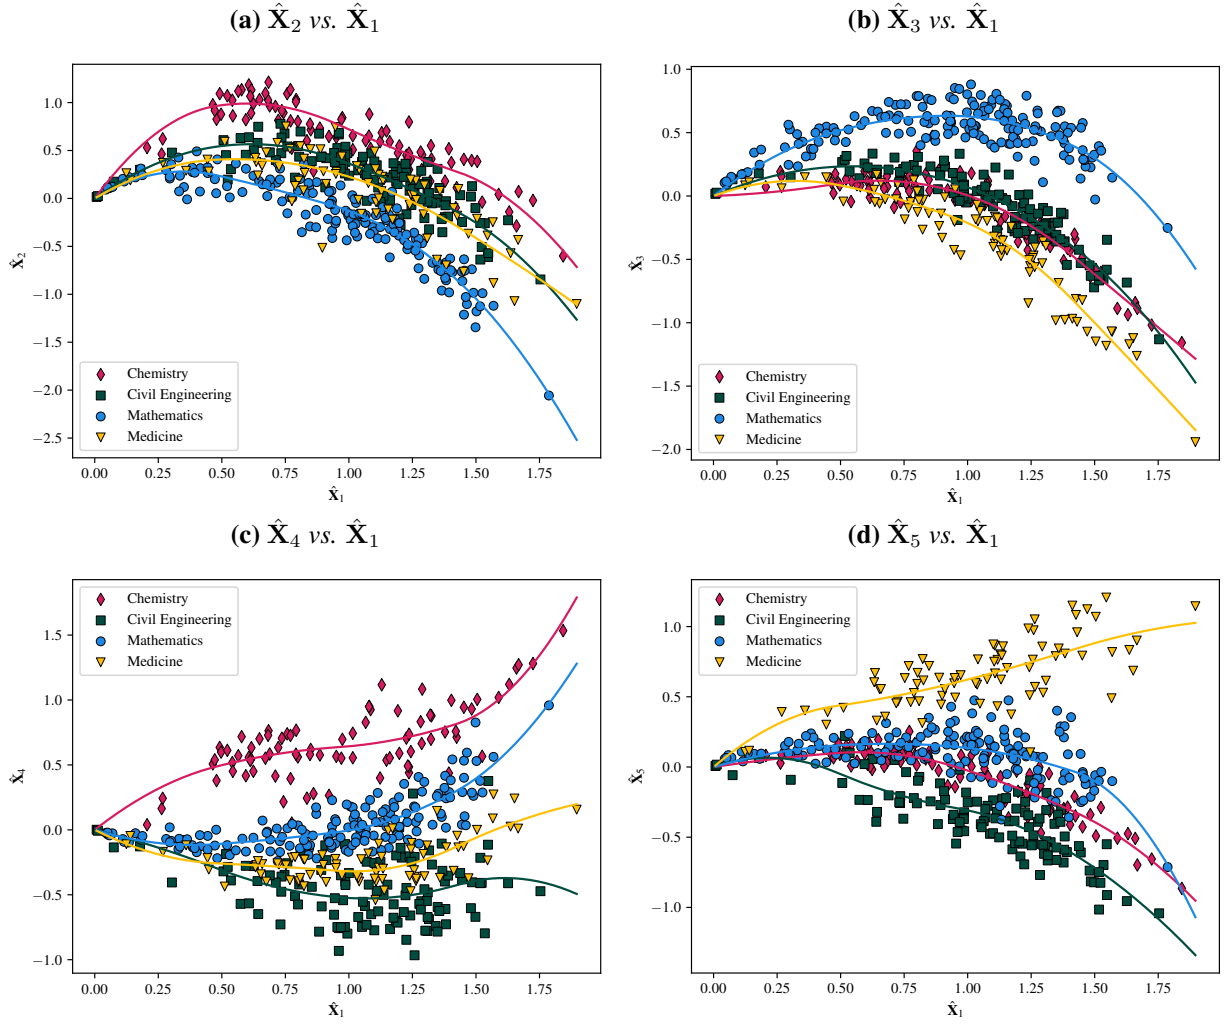 (a) X̂₂ vs. X̂₁
1.0
0.5
0.0
−0.5
−1.0
−1.5
−2.0
−2.5
X̂₂
Chemistry
Civil Engineering
Mathematics
Medicine
0.00 0.25 0.50 0.75 1.00 1.25 1.50 1.75
X̂₁
(b) X̂₃ vs. X̂₁
1.0
0.5
0.0
−0.5
−1.0
−1.5
−2.0
X̂₃
Chemistry
Civil Engineering
Mathematics
Medicine
0.00 0.25 0.50 0.75 1.00 1.25 1.50 1.75
X̂₁
(c) X̂₄ vs. X̂₁
Chemistry
Civil Engineering
Mathematics
Medicine
1.5
1.0
0.5
0.0
−0.5
−1.0
X̂₄
0.00 0.25 0.50 0.75 1.00 1.25 1.50 1.75
X̂₁
(d) X̂₅ vs. X̂₁
Chemistry
Civil Engineering
Mathematics
Medicine
1.0
0.5
0.0
−0.5
−1.0
X̂₅
0.00 0.25 0.50 0.75 1.00 1.25 1.50 1.75
X̂₁